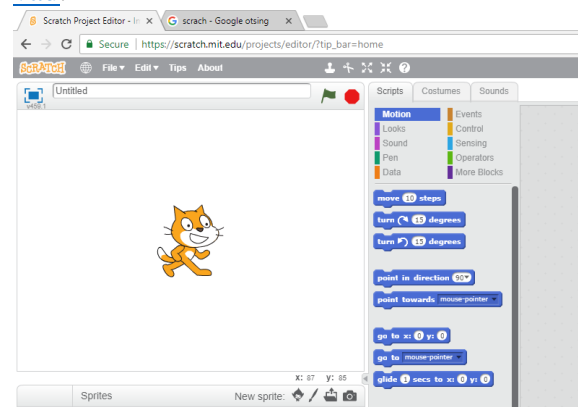 Scratch Project Editor - Im
scrach - Google otsing
Secure | https://scratch.mit.edu/projects/editor/?tip_bar=home
SCRATCH File Edit Tips About
Untitled
v459.1
Scripts Costumes Sounds
Motion Events
Looks Control
Sound Sensing
Pen Operators
Data More Blocks
move 10 steps
turn 15 degrees
turn 15 degrees
point in direction 90
point towards mouse-pointer
go to x: 0 y: 0
go to mouse-pointer
glide 1 secs to x: 0 y: 0
x: 87 y: 85
Sprites New sprite: